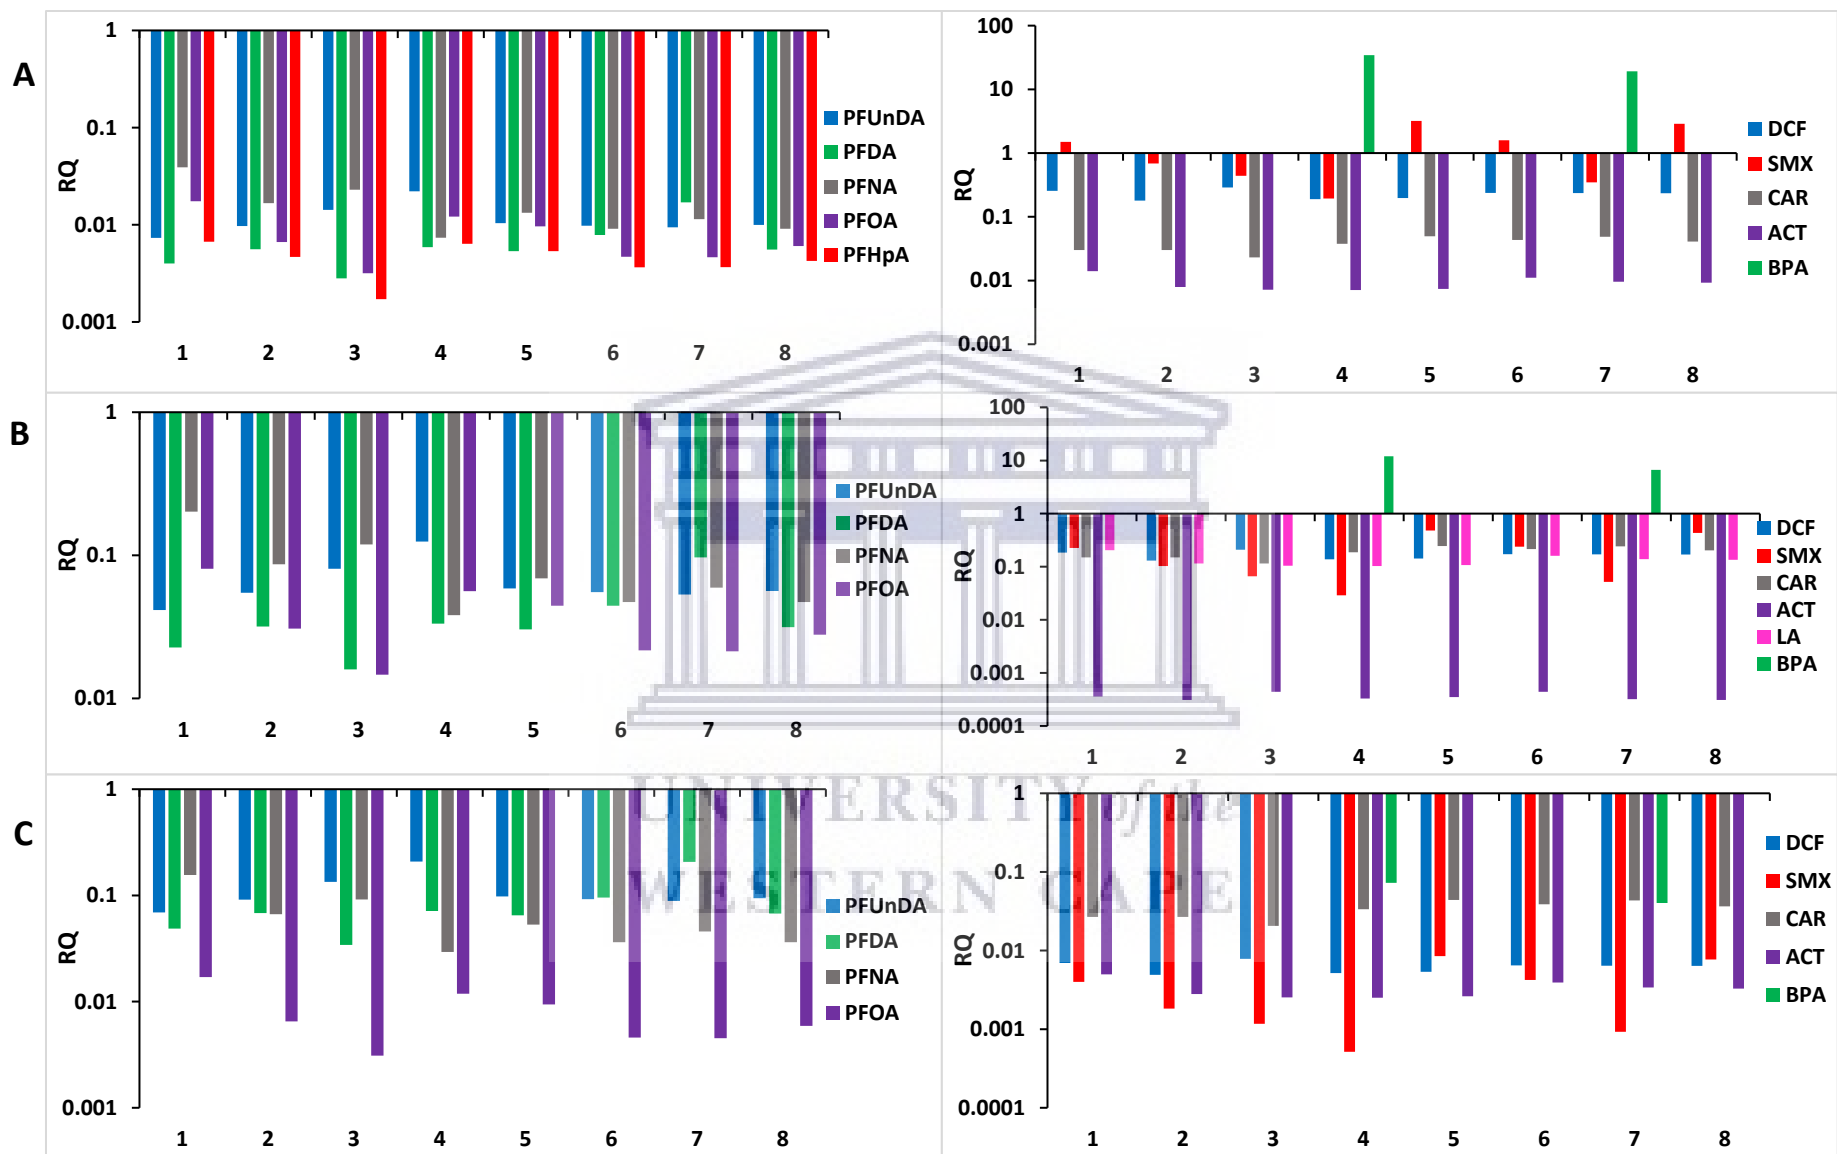 A
1
0.1
0.01
0.001
RQ
1 2 3 4 5 6 7 8
PFUnDA
PFDA
PFNA
PFOA
PFHpA
100
10
1
0.1
0.01
0.001
RQ
1 2 3 4 5 6 7 8
DCF
SMX
CAR
ACT
BPA
B
1
0.1
0.01
RQ
1 2 3 4 5 6 7 8
PFUnDA
PFDA
PFNA
PFOA
100
10
1
0.1
0.01
0.001
0.0001
RQ
1 2 3 4 5 6 7 8
DCF
SMX
CAR
ACT
LA
BPA
C
1
0.1
0.01
0.001
RQ
1 2 3 4 5 6 7 8
PFUnDA
PFDA
PFNA
PFOA
1
0.1
0.01
0.001
0.0001
RQ
1 2 3 4 5 6 7 8
DCF
SMX
CAR
ACT
BPA
UNIVERSITY of the
WESTERN CAPE